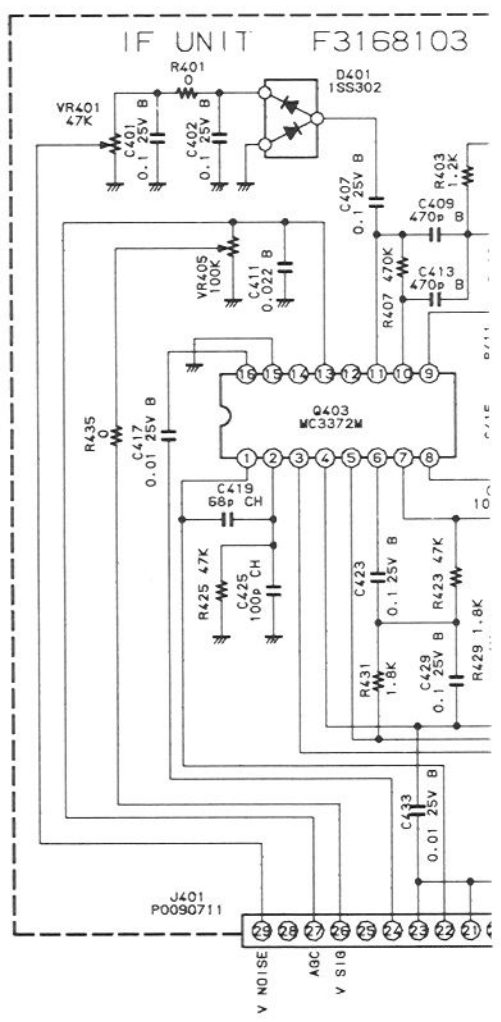 IF UNIT F3168103
R401
0
D401
1SS302
VR401
47K
C401
0.1 25V B
C402
0.1 25V B
C407
0.1 25V B
R403
1.2K
C409
470p B
R407 470K
C413
470p B
VR405
100K
C411
0.022 B
R411
16 15 14 13 12 11 10 9
Q403
MC3372M
1 2 3 4 5 6 7 8
R435
0
C417
0.01 25V B
C415
C419
68p CH
10
R425 47K
C425
100p CH
C423
0.1 25V B
R423 47K
R431
1.8K
C429
0.1 25V B
R429 1.8K
C433
0.01 25V B
J401
P0090711
29 28 27 26 25 24 23 22 21
V NOISE
AGC
V SIG